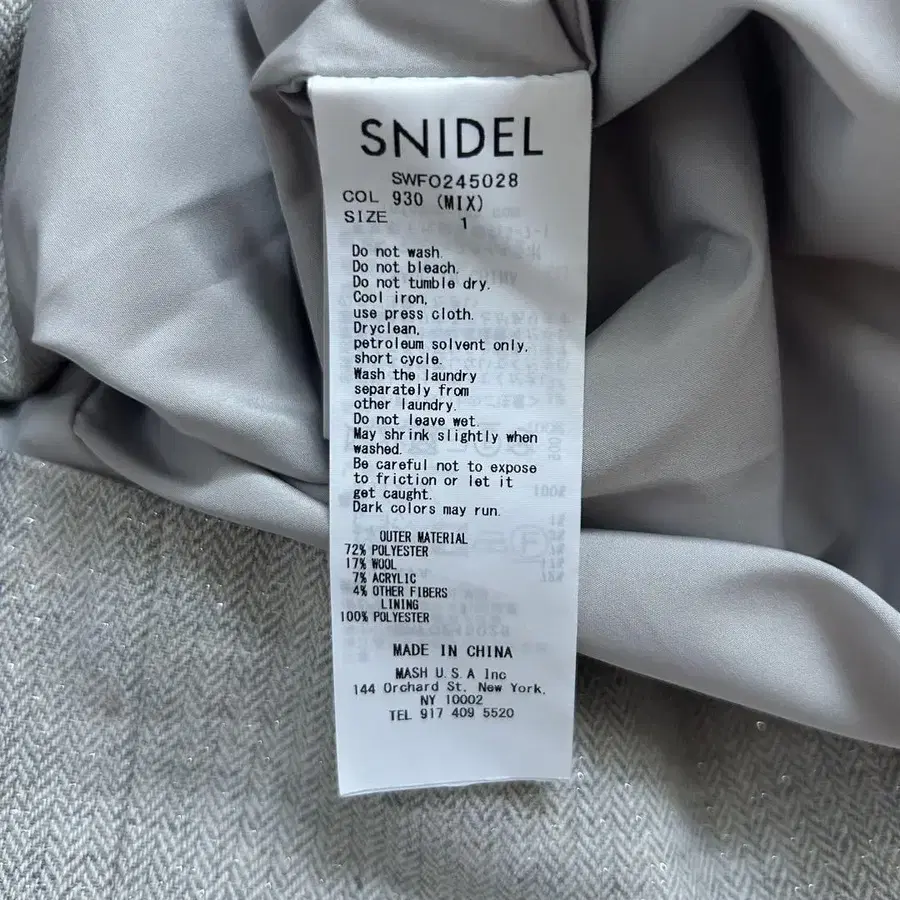 SNIDEL
SWFO245028
COL 930 (MIX)
SIZE 1
Do not wash.
Do not bleach.
Do not tumble dry.
Cool iron,
use press cloth.
Dryclean,
petroleum solvent only,
short cycle.
Wash the laundry
separately from
other laundry.
Do not leave wet.
May shrink slightly when
washed.
Be careful not to expose
to friction or let it
get caught.
Dark colors may run.
OUTER MATERIAL
72% POLYESTER
17% WOOL
7% ACRYLIC
4% OTHER FIBERS
LINING
100% POLYESTER
MADE IN CHINA
MASH U.S.A Inc
144 Orchard St. New York,
NY 10002
TEL 917 409 5520